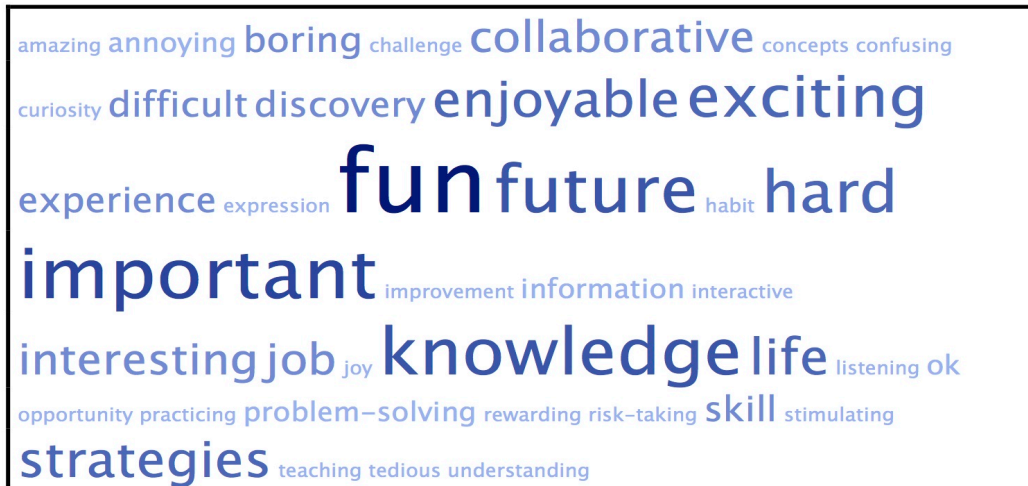 amazing annoying boring challenge collaborative concepts confusing
curiosity difficult discovery enjoyable exciting
experience expression fun future habit hard
important improvement information interactive
interesting job joy knowledge life listening ok
opportunity practicing problem-solving rewarding risk-taking skill stimulating
strategies teaching tedious understanding